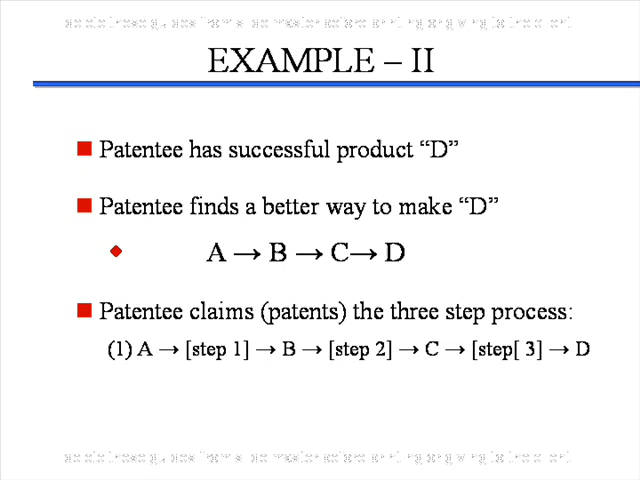 EXAMPLE – II
Patentee has successful product “D”
Patentee finds a better way to make “D”
A → B → C→ D
Patentee claims (patents) the three step process:
(1) A → [step 1] → B → [step 2] → C → [step[ 3] → D